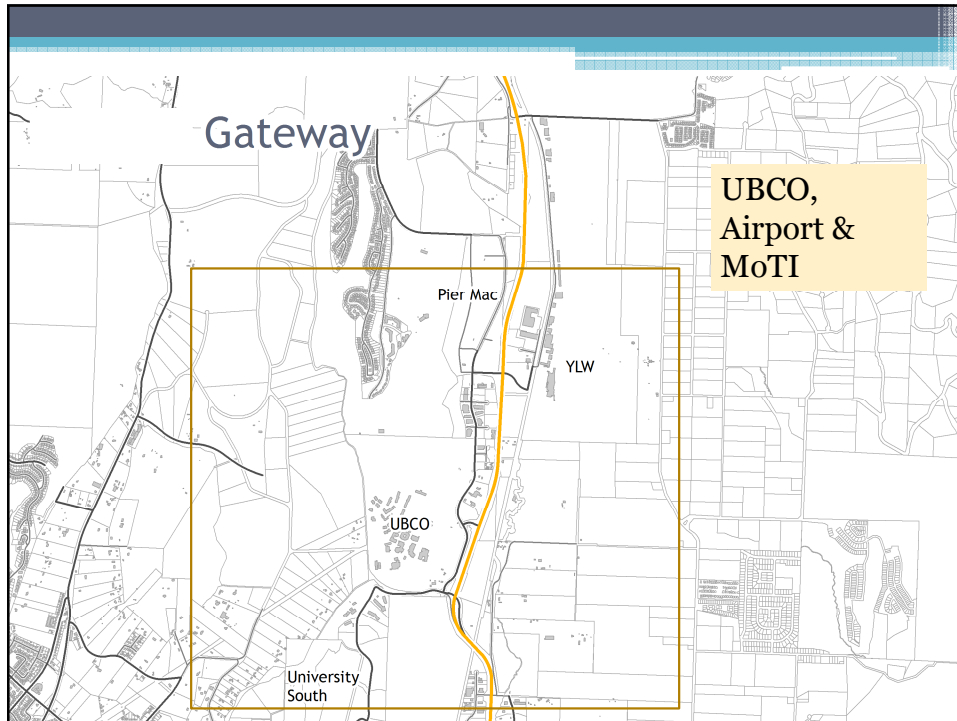 Gateway
UBCO,
Airport &
MoTI
Pier Mac
YLW
UBCO
University
South